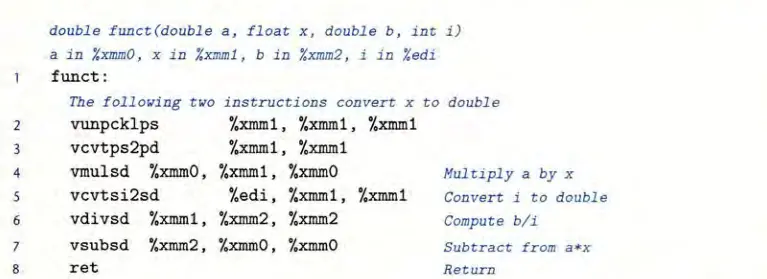 double funct(double a, float x, double b, int i)
a in %xmm0, x in %xmm1, b in %xmm2, i in %edi
1 funct:
The following two instructions convert x to double
2 vunpcklps %xmm1, %xmm1, %xmm1
3 vcvtps2pd %xmm1, %xmm1
4 vmulsd %xmm0, %xmm1, %xmm0 Multiply a by x
5 vcvtsi2sd %edi, %xmm1, %xmm1 Convert i to double
6 vdivsd %xmm1, %xmm2, %xmm2 Compute b/i
7 vsubsd %xmm2, %xmm0, %xmm0 Subtract from a*x
8 ret Return